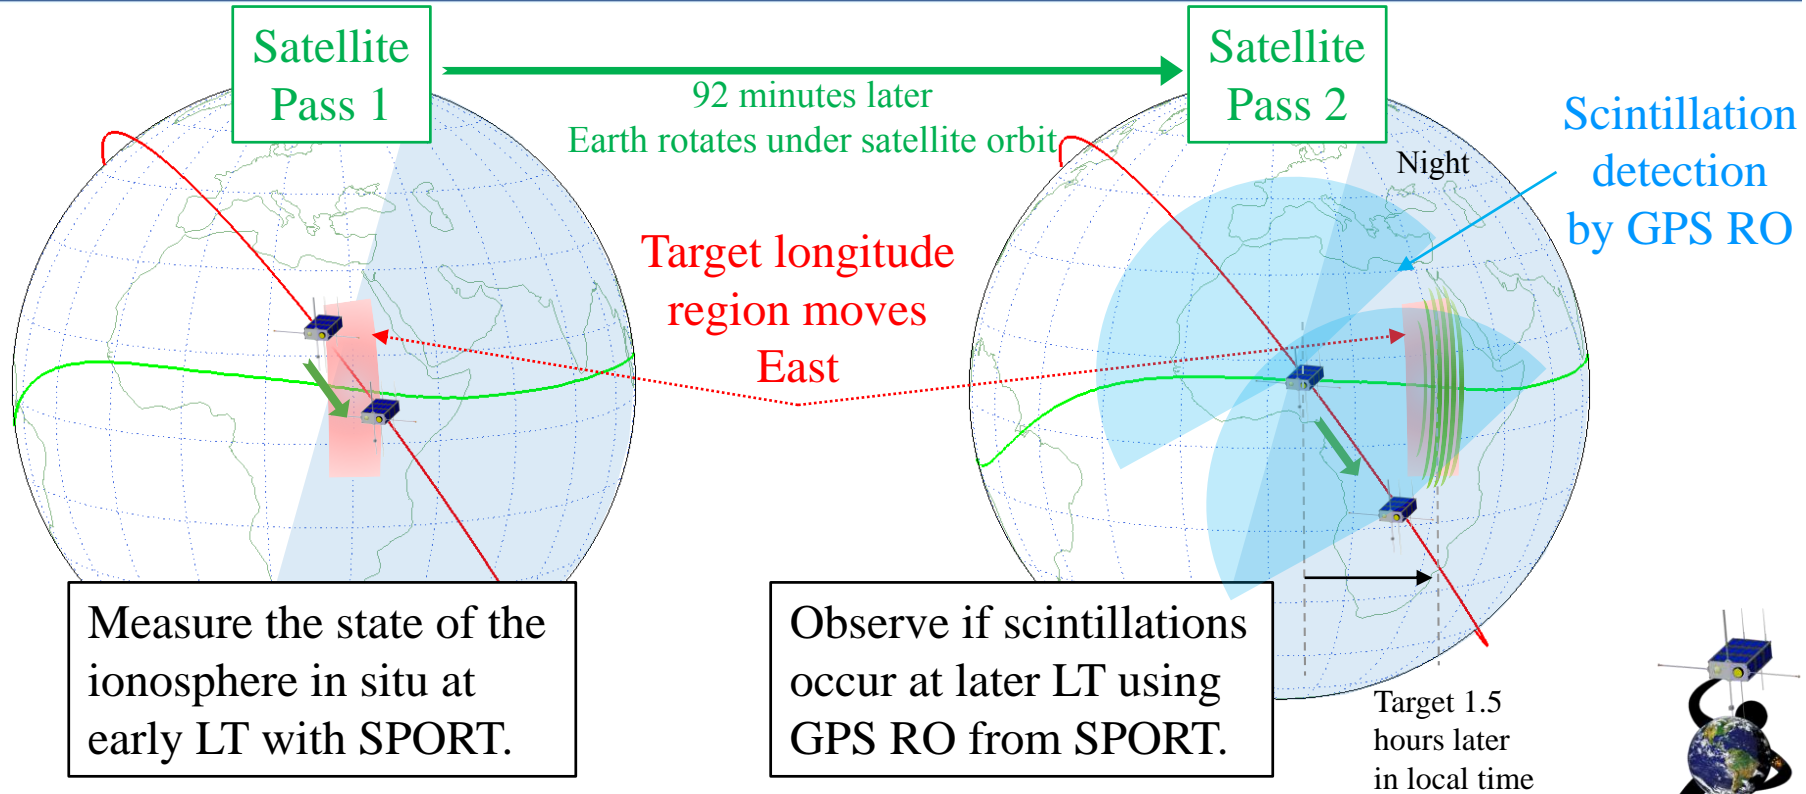 Satellite
Pass 1
92 minutes later
Earth rotates under satellite orbit
Satellite
Pass 2
Scintillation
detection
by GPS RO
Night
Target longitude
region moves
East
Measure the state of the
ionosphere in situ at
early LT with SPORT.
Observe if scintillations
occur at later LT using
GPS RO from SPORT.
Target 1.5
hours later
in local time